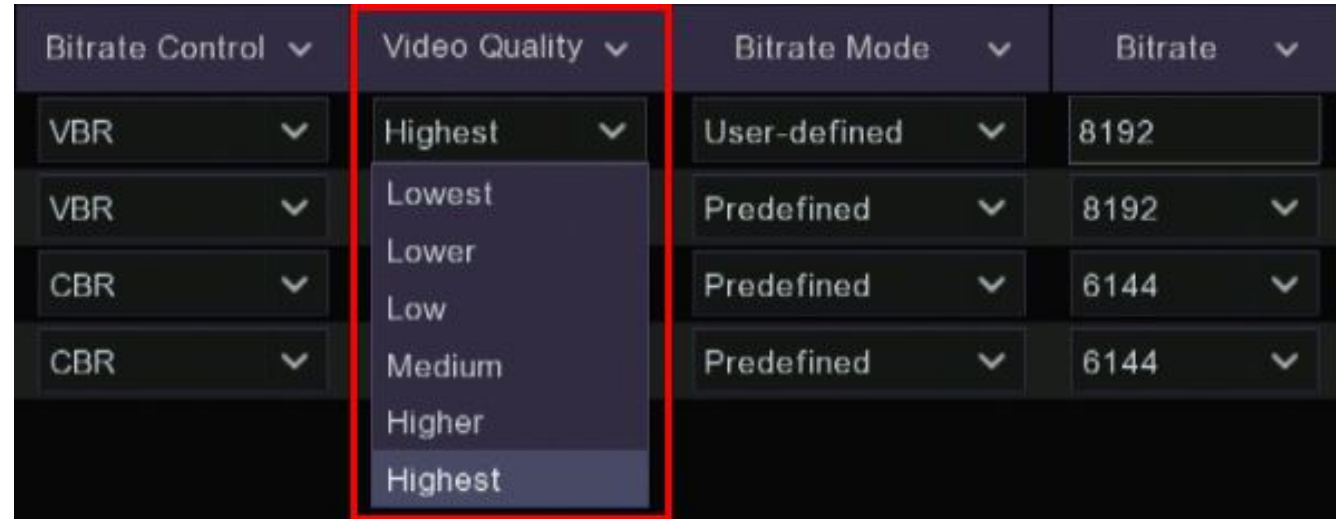 Bitrate Control Video Quality Bitrate Mode Bitrate
VBR Highest User-defined 8192
Lowest
VBR Predefined 8192
Lower
CBR Predefined 6144
Low
CBR Medium Predefined 6144
Higher
Highest